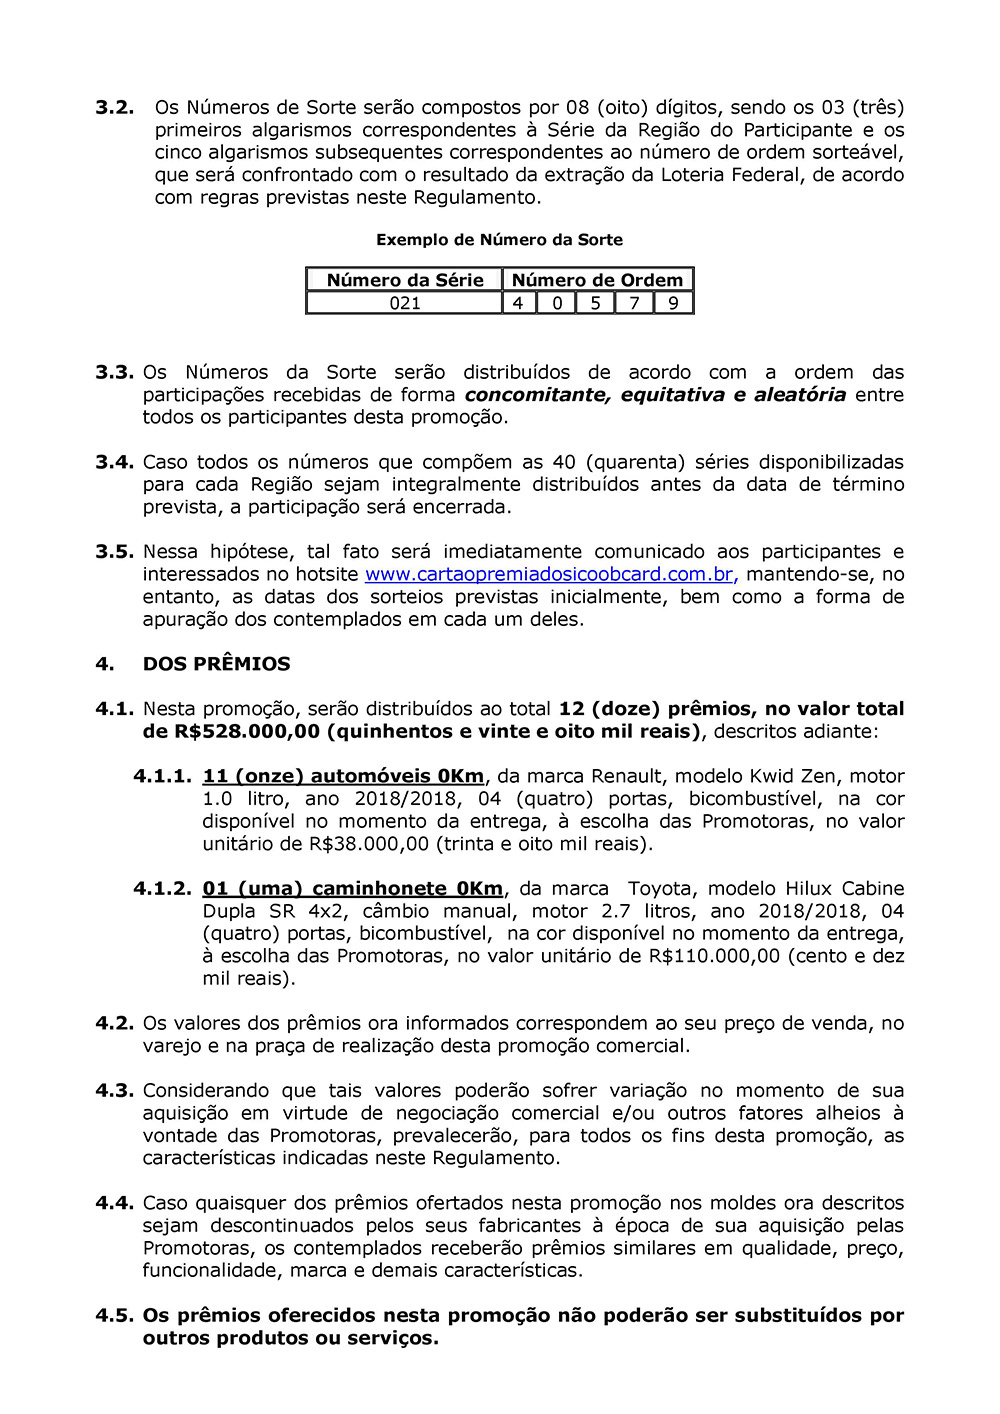 3.2. Os Números de Sorte serão compostos por 08 (oito) dígitos, sendo os 03 (três)
primeiros algarismos correspondentes à Série da Região do Participante e os
cinco algarismos subsequentes correspondentes ao número de ordem sorteável,
que será confrontado com o resultado da extração da Loteria Federal, de acordo
com regras previstas neste Regulamento.
Exemplo de Número da Sorte
Número da Série Número de Ordem
021 4 0 5 7 9
3.3. Os Números da Sorte serão distribuídos de acordo com a ordem das
participações recebidas de forma concomitante, equitativa e aleatória entre
todos os participantes desta promoção.
3.4. Caso todos os números que compõem as 40 (quarenta) séries disponibilizadas
para cada Região sejam integralmente distribuídos antes da data de término
prevista, a participação será encerrada.
3.5. Nessa hipótese, tal fato será imediatamente comunicado aos participantes e
interessados no hotsite www.cartaopremiadosicoobcard.com.br, mantendo-se, no
entanto, as datas dos sorteios previstas inicialmente, bem como a forma de
apuração dos contemplados em cada um deles.
4. DOS PRÊMIOS
4.1. Nesta promoção, serão distribuídos ao total 12 (doze) prêmios, no valor total
de R$528.000,00 (quinhentos e vinte e oito mil reais), descritos adiante:
4.1.1. 11 (onze) automóveis 0Km, da marca Renault, modelo Kwid Zen, motor
1.0 litro, ano 2018/2018, 04 (quatro) portas, bicombustível, na cor
disponível no momento da entrega, à escolha das Promotoras, no valor
unitário de R$38.000,00 (trinta e oito mil reais).
4.1.2. 01 (uma) caminhonete 0Km, da marca Toyota, modelo Hilux Cabine
Dupla SR 4x2, câmbio manual, motor 2.7 litros, ano 2018/2018, 04
(quatro) portas, bicombustível, na cor disponível no momento da entrega,
à escolha das Promotoras, no valor unitário de R$110.000,00 (cento e dez
mil reais).
4.2. Os valores dos prêmios ora informados correspondem ao seu preço de venda, no
varejo e na praça de realização desta promoção comercial.
4.3. Considerando que tais valores poderão sofrer variação no momento de sua
aquisição em virtude de negociação comercial e/ou outros fatores alheios à
vontade das Promotoras, prevalecerão, para todos os fins desta promoção, as
características indicadas neste Regulamento.
4.4. Caso quaisquer dos prêmios ofertados nesta promoção nos moldes ora descritos
sejam descontinuados pelos seus fabricantes à época de sua aquisição pelas
Promotoras, os contemplados receberão prêmios similares em qualidade, preço,
funcionalidade, marca e demais características.
4.5. Os prêmios oferecidos nesta promoção não poderão ser substituídos por
outros produtos ou serviços.